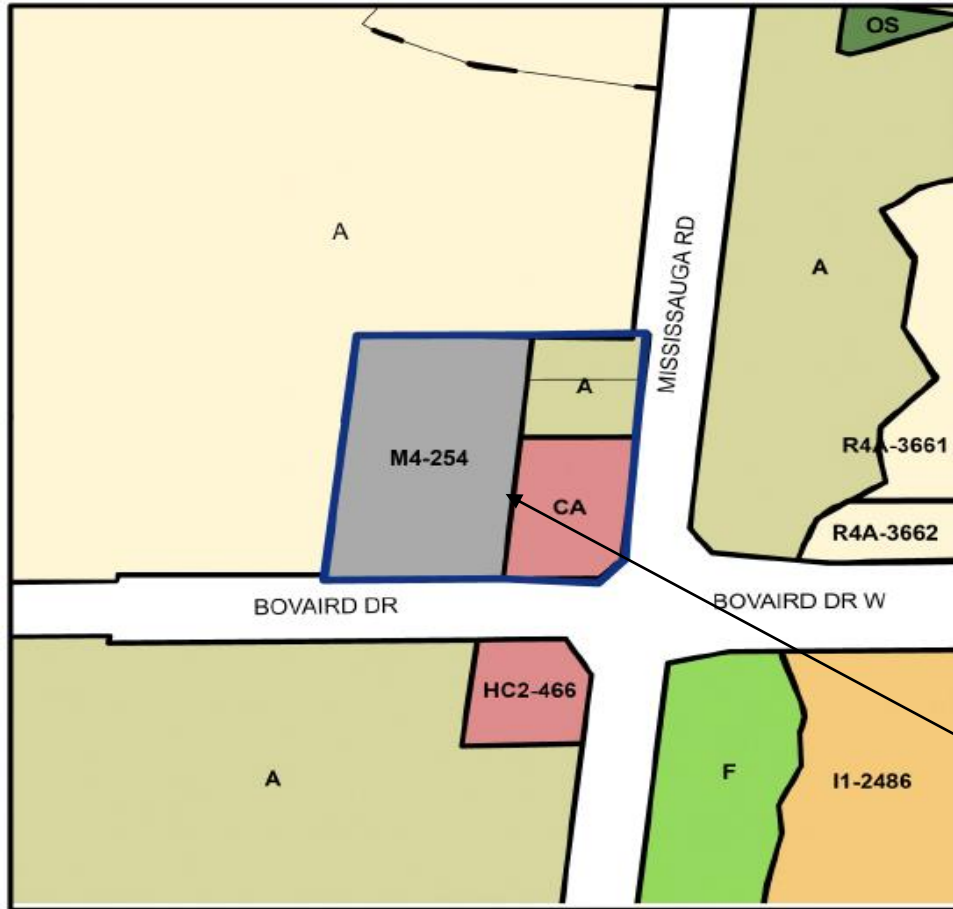 OS
A
MISSISSAUGA RD
A
A
R4A-3661
M4-254
CA
R4A-3662
BOVAIRD DR
BOVAIRD DR W
HC2-466
A
F
I1-2486